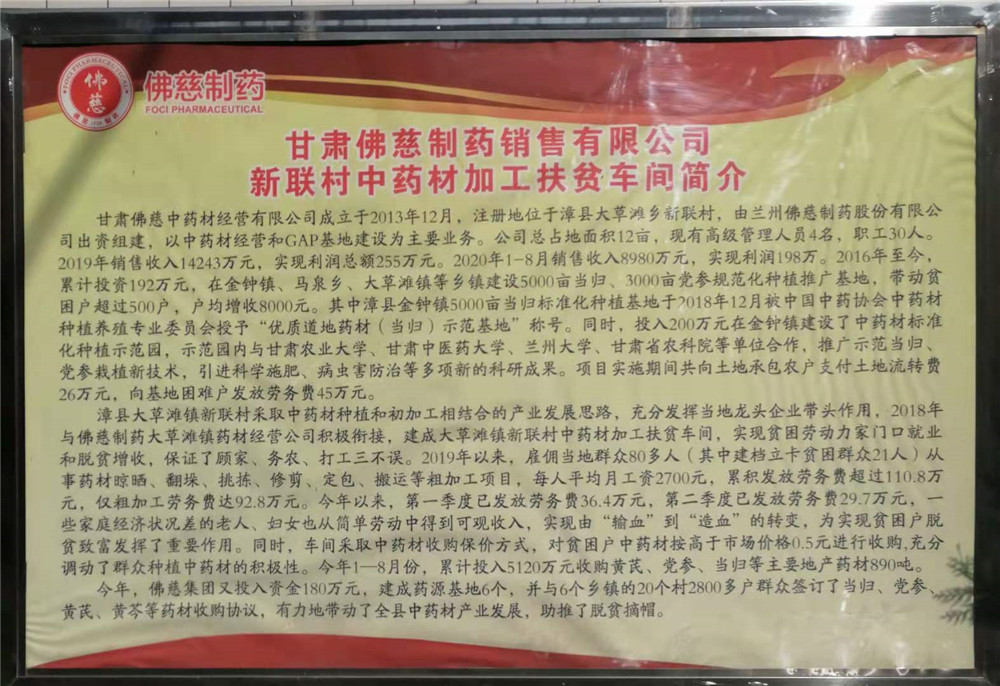 FOCI PHARMACEUTICAL
佛慈
佛慈制药
FOCI PHARMACEUTICAL
甘肃佛慈制药销售有限公司
新联村中药材加工扶贫车间简介
甘肃佛慈中药材经营有限公司成立于2013年12月，注册地位于漳县大草滩乡新联村，由兰州佛慈制药股份有限公
司出资组建，以中药材经营和GAP基地建设为主要业务。公司总占地面积12亩，现有高级管理人员4名，职工30人。
2019年销售收入14243万元，实现利润总额255万元。2020年1-8月销售收入8980万元，实现利润198万。2016年至今，
累计投资192万元，在金钟镇、马泉乡、大草滩镇等乡镇建设5000亩当归、3000亩党参规范化种植推广基地，带动贫
困户超过500户，户均增收8000元。其中漳县金钟镇5000亩当归标准化种植基地于2018年12月被中国中药协会中药材
种植养殖专业委员会授予“优质道地药材（当归）示范基地”称号。同时，投入200万元在金钟镇建设了中药材标准
化种植示范园，示范园内与甘肃农业大学、甘肃中医药大学、兰州大学、甘肃省农科院等单位合作，推广示范当归、
党参栽植新技术，引进科学施肥、病虫害防治等多项新的科研成果。项目实施期间共向土地承包农户支付土地流转费
26万元，向基地困难户发放劳务费45万元。
漳县大草滩镇新联村采取中药材种植和初加工相结合的产业发展思路，充分发挥当地龙头企业带头作用，2018年
与佛慈制药大草滩镇药材经营公司积极衔接，建成大草滩镇新联村中药材加工扶贫车间，实现贫困劳动力家门口就业
和脱贫增收，保证了顾家、务农、打工三不误。2019年以来，雇佣当地群众80多人（其中建档立卡贫困群众21人）从
事药材晾晒、翻垛、挑拣、修剪、定包、搬运等粗加工项目，每人平均月工资2700元，累积发放劳务费超过110.8万
元，仅粗加工劳务费达92.8万元。今年以来，第一季度已发放劳务费36.4万元，第二季度已发放劳务费29.7万元，一
些家庭经济状况差的老人、妇女也从简单劳动中得到可观收入，实现由“输血”到“造血”的转变，为实现贫困户脱
贫致富发挥了重要作用。同时，车间采取中药材收购保价方式，对贫困户中药材按高于市场价格0.5元进行收购,充分
调动了群众种植中药材的积极性。今年1—8月份，累计投入5120万元收购黄芪、党参、当归等主要地产药材890吨。
今年，佛慈集团又投入资金180万元，建成药源基地6个，并与6个乡镇的20个村2800多户群众签订了当归、党参、
黄芪、黄芩等药材收购协议，有力地带动了全县中药材产业发展，助推了脱贫摘帽。